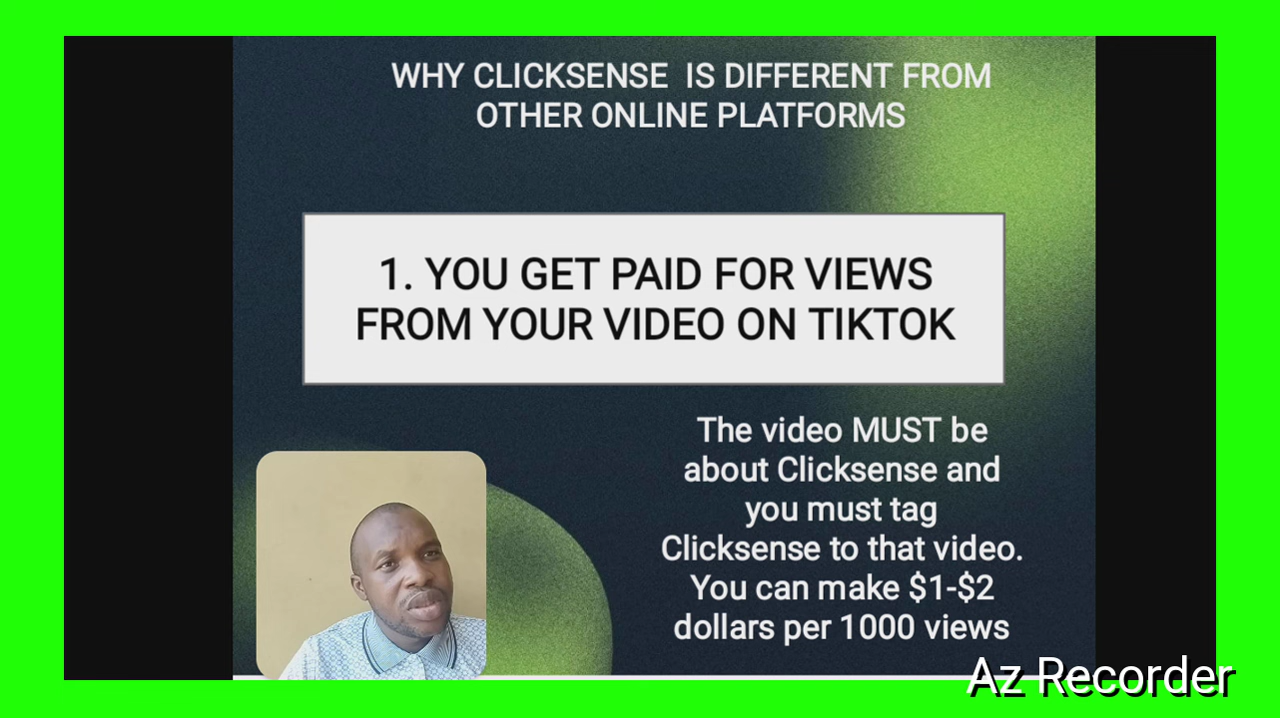 WHY CLICKSENSE IS DIFFERENT FROM
OTHER ONLINE PLATFORMS
1. YOU GET PAID FOR VIEWS
FROM YOUR VIDEO ON TIKTOK
The video MUST be
about Clicksense and
you must tag
Clicksense to that video.
You can make $1-$2
dollars per 1000 views
Az Recorder